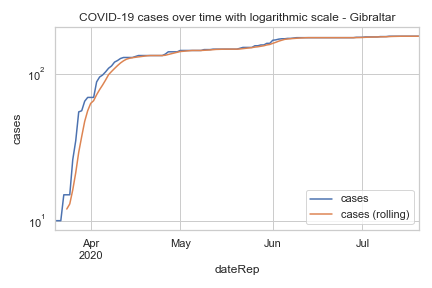 COVID-19 cases over time with logarithmic scale - Gibraltar
cases
10²
10¹
cases
cases (rolling)
Apr
2020
May
Jun
Jul
dateRep